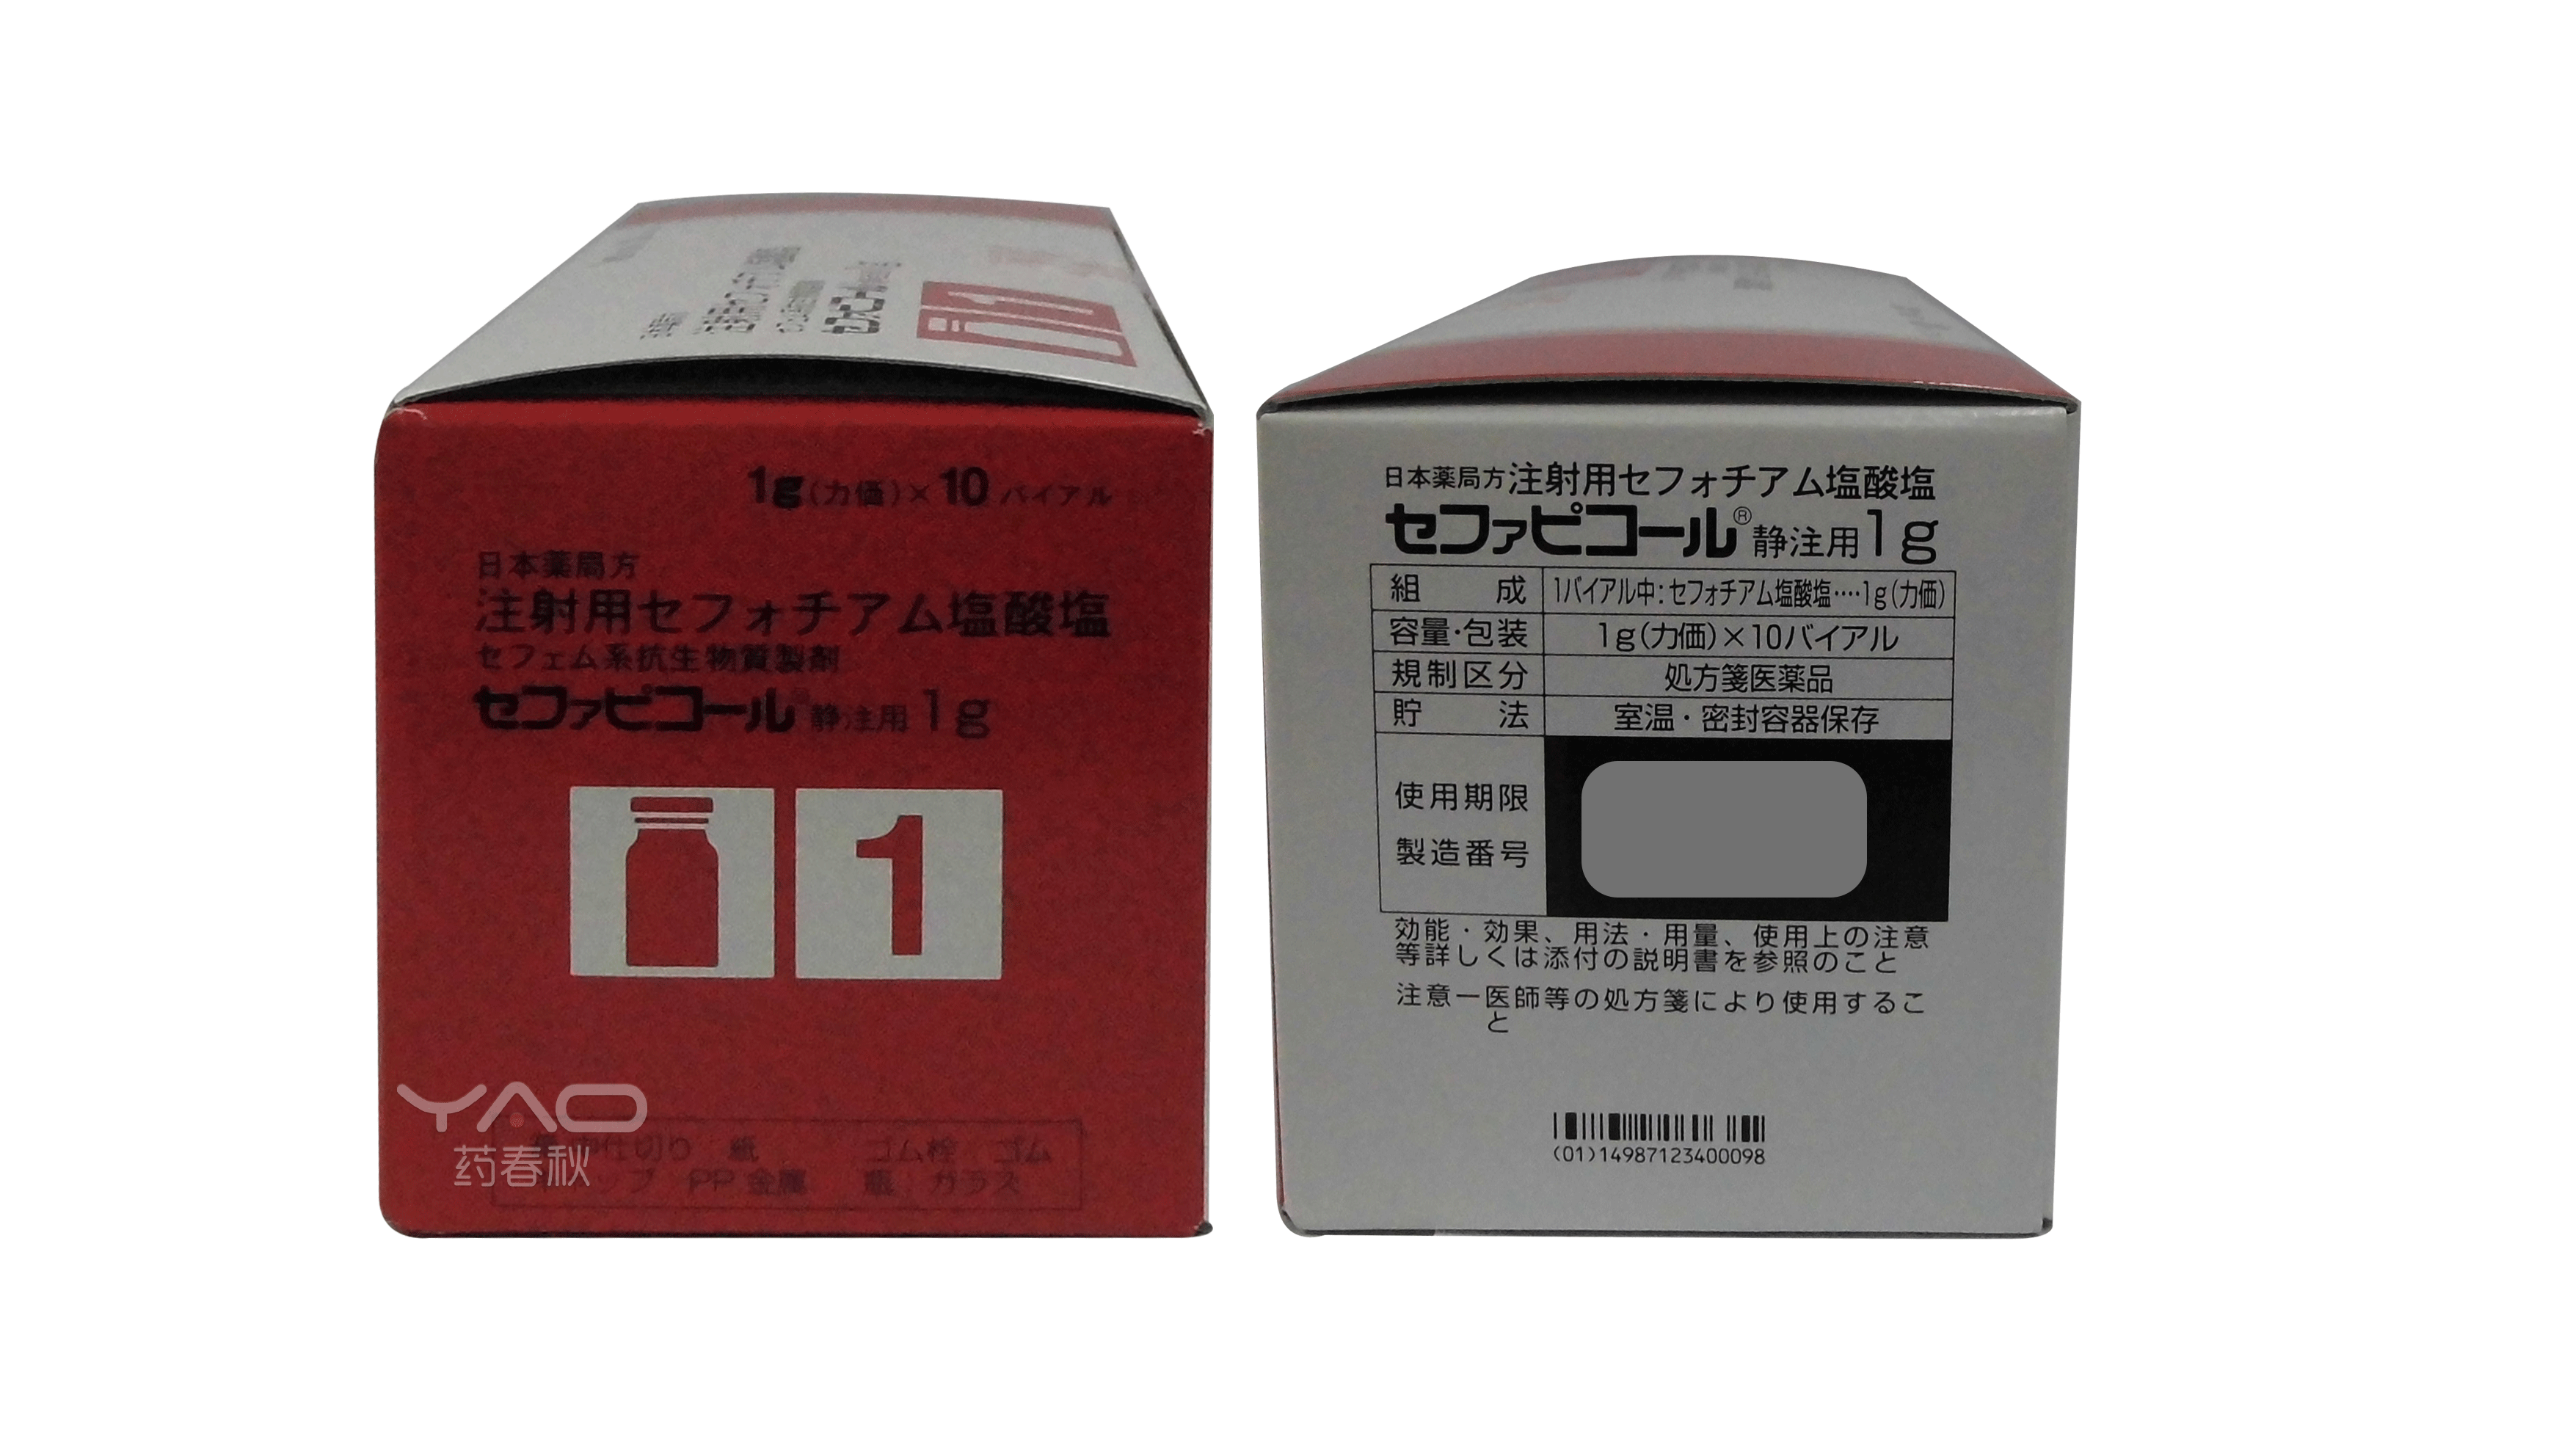 1g(力価)×10バイアル
日本薬局方
注射用セフォチアム塩酸塩
セフェム系抗生物質製剤
セファピコール® 静注用1g
1
YAO
药春秋
中仕切り 紙 ゴム栓 ゴム
PP 金属 瓶 ガラス
日本薬局方 注射用セフォチアム塩酸塩
セファピコール® 静注用1g
組成 1バイアル中:セフォチアム塩酸塩‥‥1g(力価)
容量・包装 1g(力価)×10バイアル
規制区分 処方箋医薬品
貯法 室温・密封容器保存
使用期限
製造番号
効能・効果、用法・用量、使用上の注意
等詳しくは添付の説明書を参照のこと
注意－医師等の処方箋により使用するこ
と
(01)14987123400098